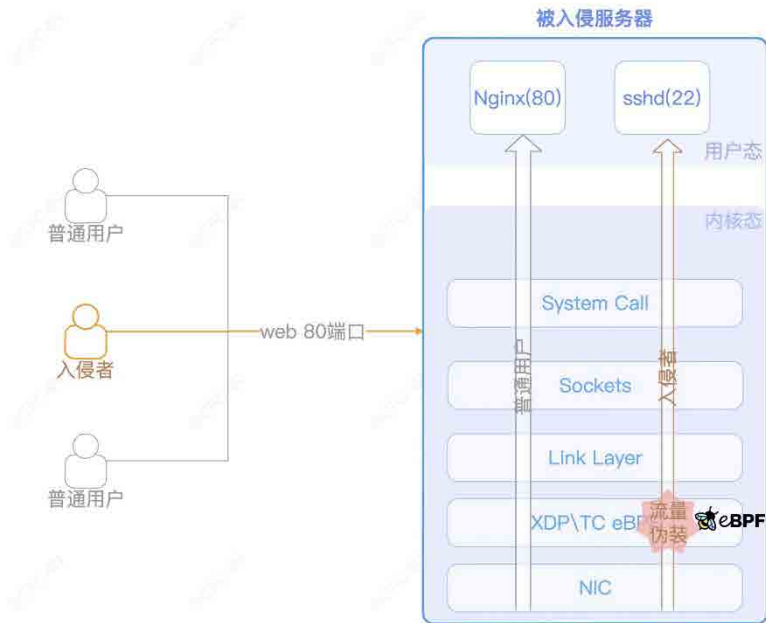 被入侵服务器
Nginx(80)
sshd(22)
用户态
普通用户
内核态
System Call
入侵者
web 80端口
普通用户
入侵者
Sockets
普通用户
Link Layer
XDP\TC eB
流量
伪装
eBPF
NIC